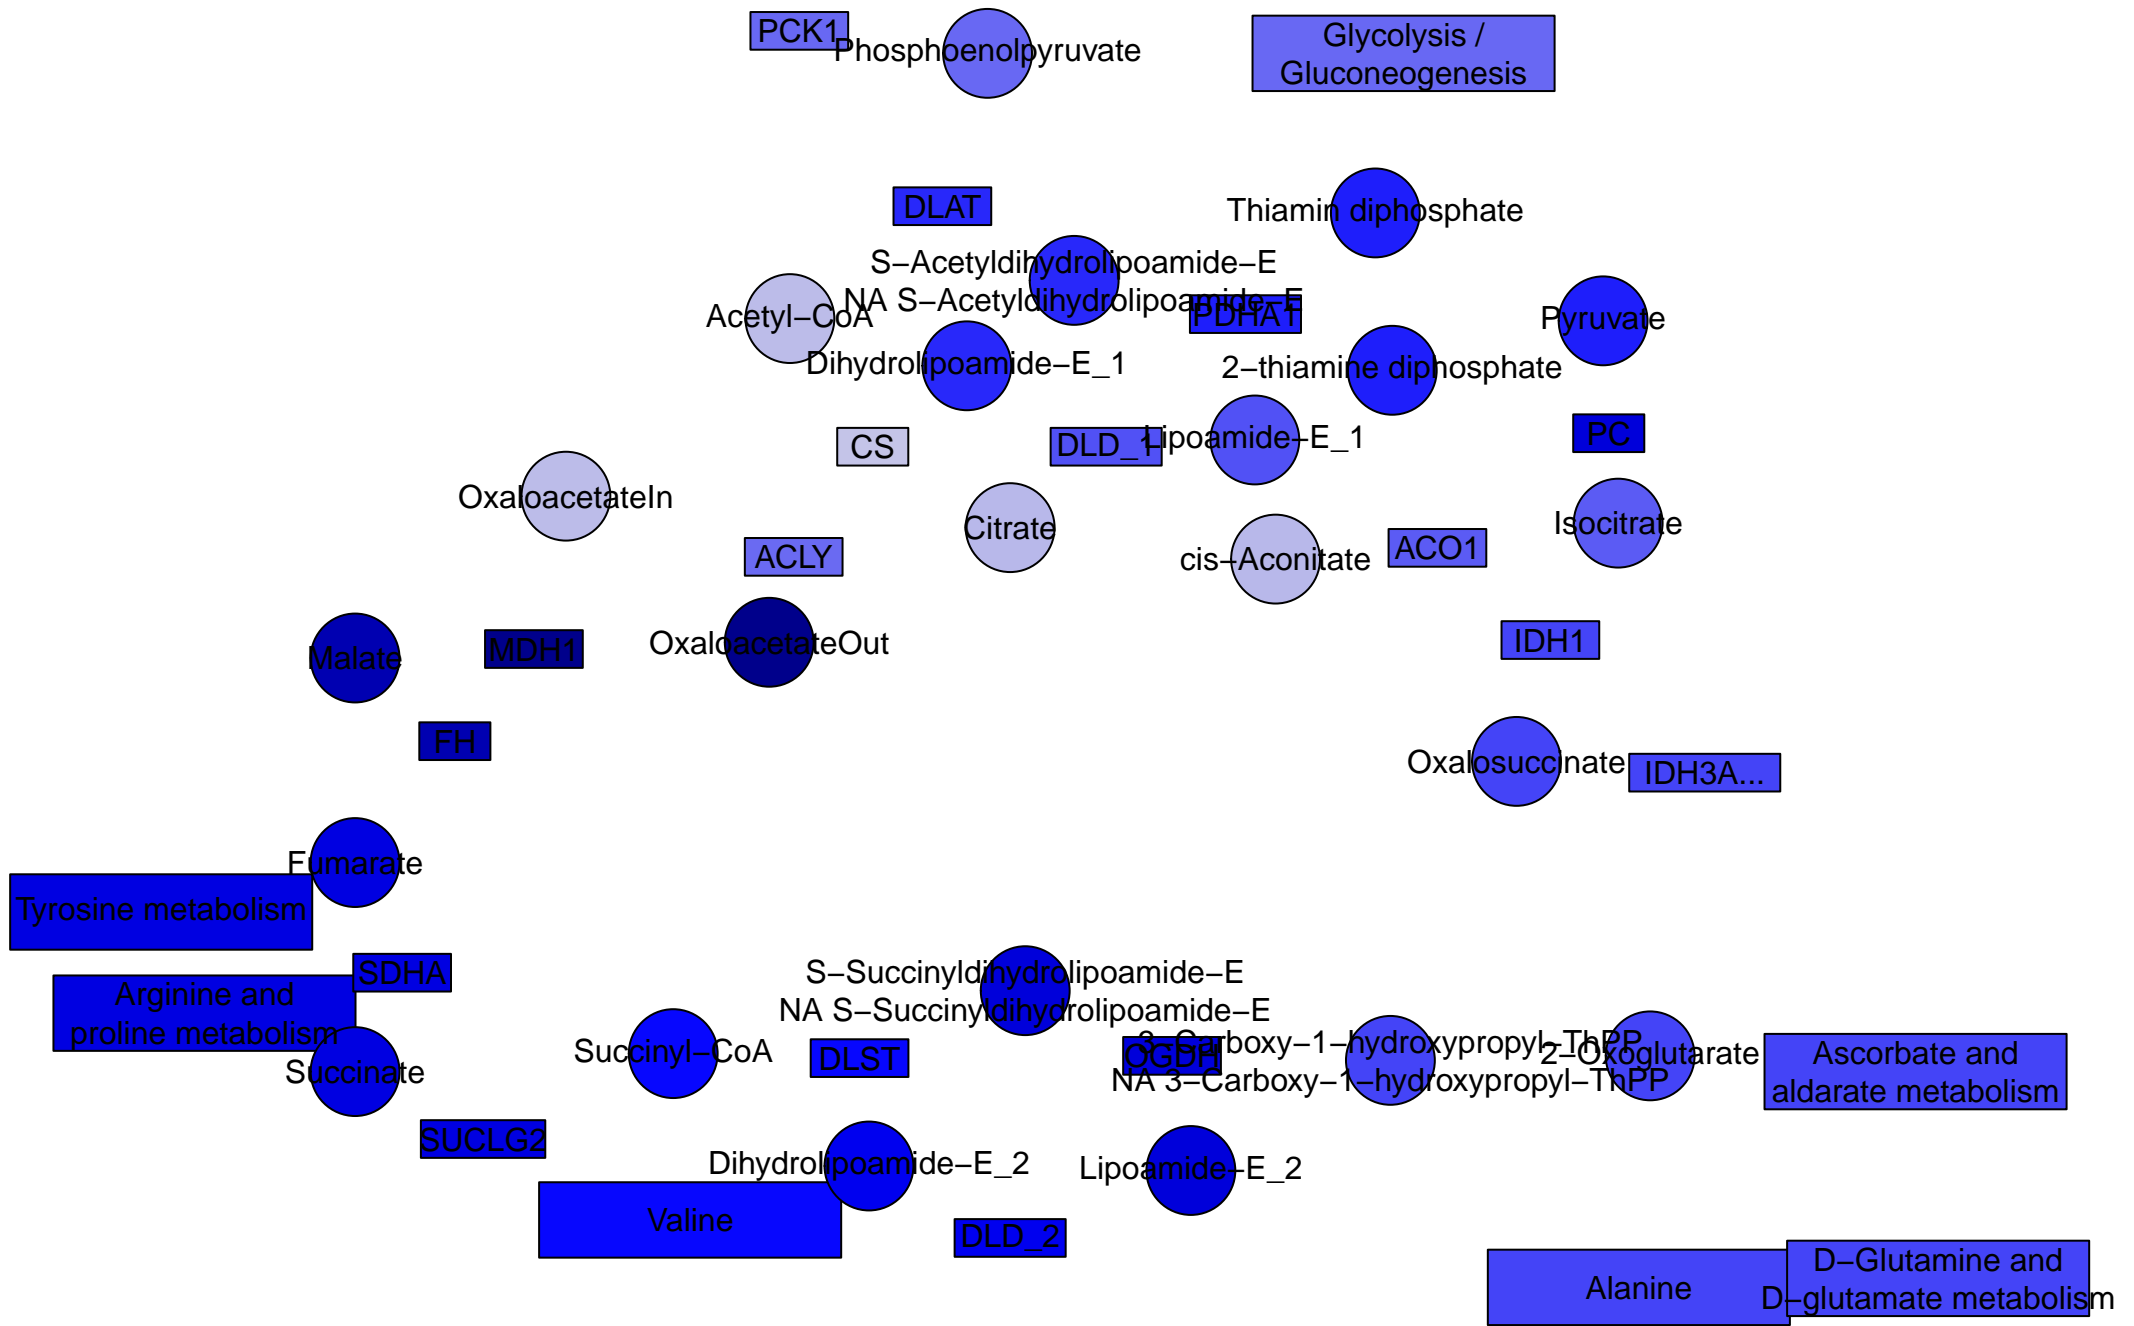 PCK1
Phosphoenolpyruvate
Glycolysis /
Gluconeogenesis
DLAT
Thiamin diphosphate
S−Acetyldihydrolipoamide−E
NA S−Acetyldihydrolipoamide−E
Acetyl−CoA
PDHA1
Pyruvate
Dihydrolipoamide−E_1
2−thiamine diphosphate
CS
DLD_1
Lipoamide−E_1
PC
OxaloacetateIn
Citrate
Isocitrate
ACLY
cis−Aconitate
ACO1
Malate
MDH1
OxaloacetateOut
IDH1
FH
Oxalosuccinate
IDH3A...
Fumarate
Tyrosine metabolism
SDHA
Arginine and
proline metabolism
S−Succinyldihydrolipoamide−E
NA S−Succinyldihydrolipoamide−E
Succinate
Succinyl−CoA
DLST
OGDH
3−Carboxy−1−hydroxypropyl−ThPP
NA 3−Carboxy−1−hydroxypropyl−ThPP
2−Oxoglutarate
Ascorbate and
aldarate metabolism
SUCLG2
Dihydrolipoamide−E_2
Lipoamide−E_2
Valine
DLD_2
Alanine
D−Glutamine and
D−glutamate metabolism